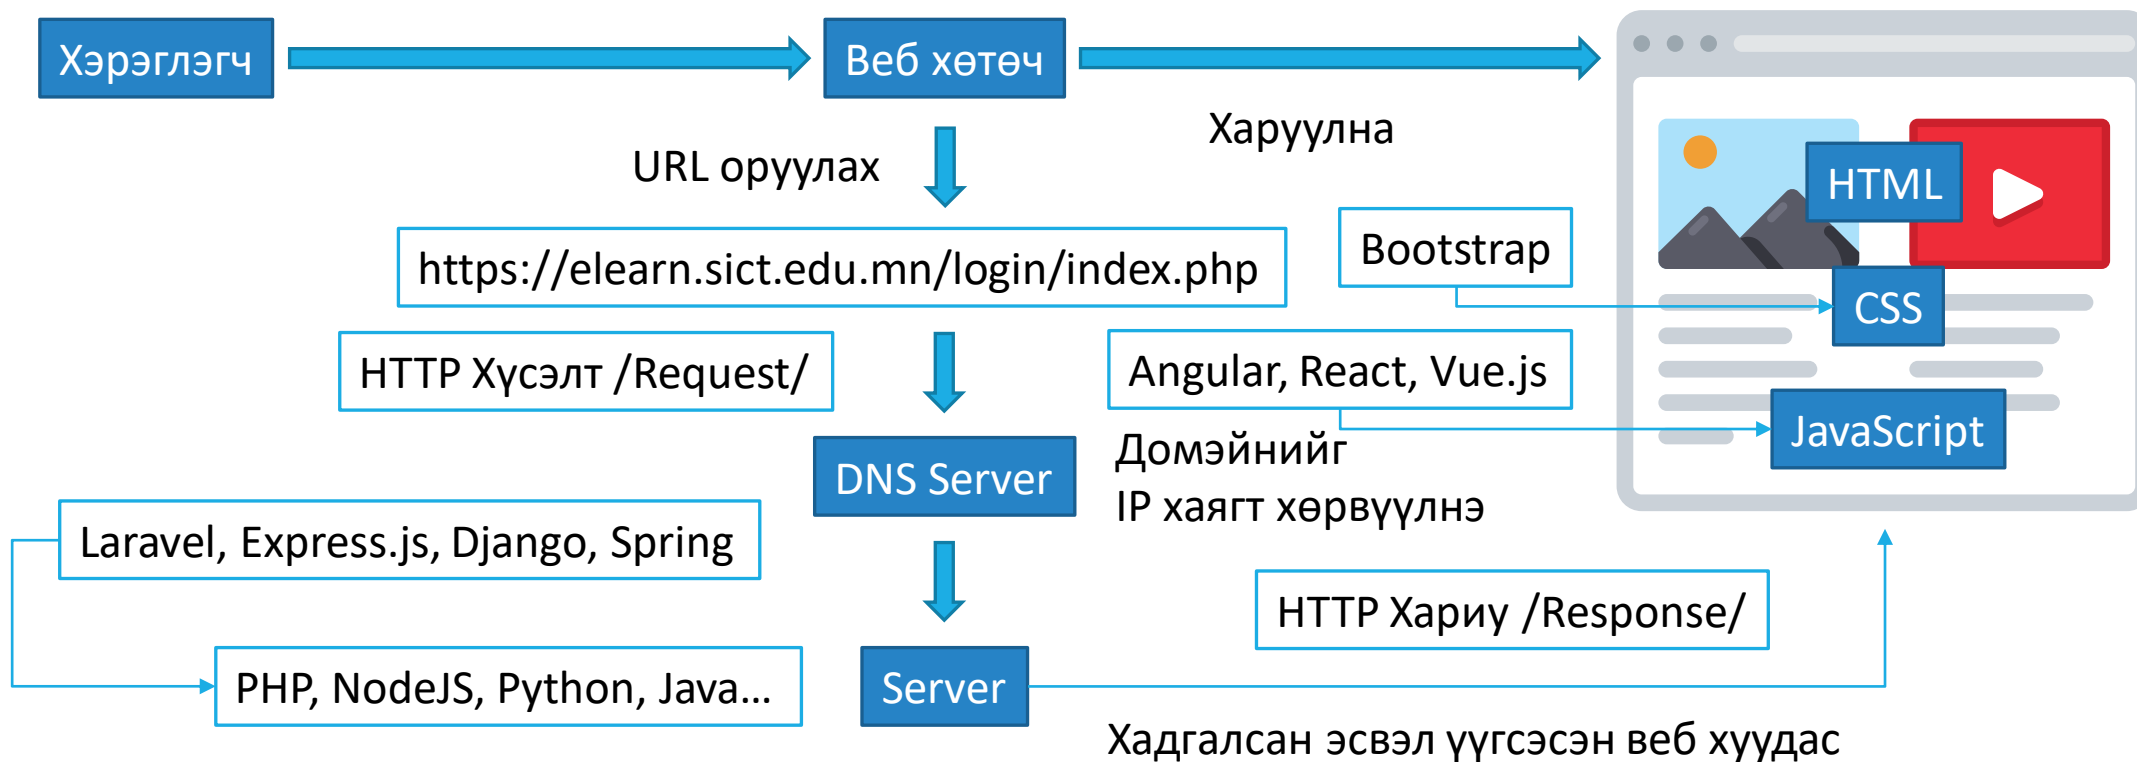 Хэрэглэгч
Веб хөтөч
Харуулна
URL оруулах
https://elearn.sict.edu.mn/login/index.php
HTTP Хүсэлт /Request/
DNS Server
Домэйнийг
IP хаягт хөрвүүлнэ
Laravel, Express.js, Django, Spring
PHP, NodeJS, Python, Java...
Server
HTTP Хариу /Response/
Хадгалсан эсвэл үүгсэсэн веб хуудас
Bootstrap
Angular, React, Vue.js
HTML
CSS
JavaScript